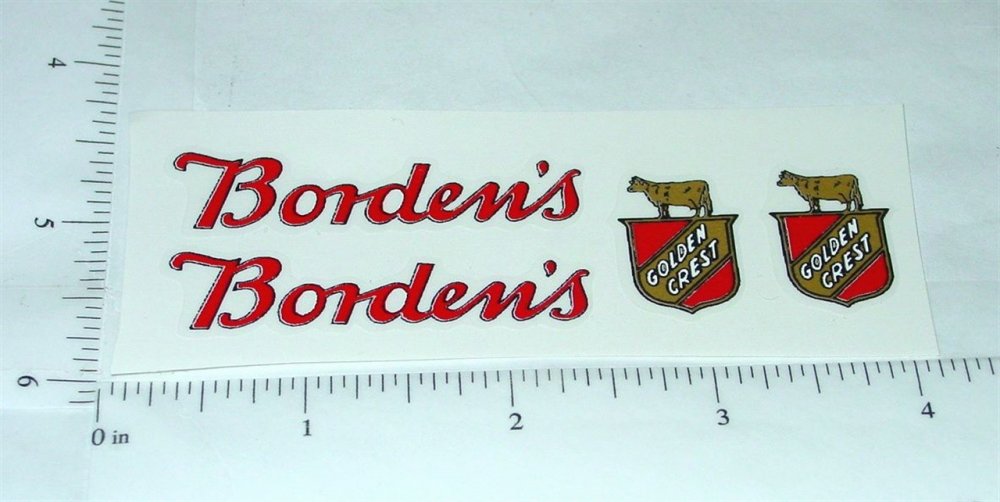 Borden's
Borden's
GOLDEN
CREST
GOLDEN
CREST
4
5
6
0 in
1
2
3
4